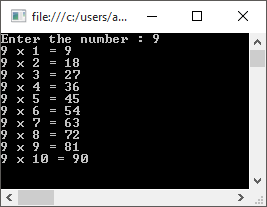 file:///c:/users/a...
Enter the number : 9
9 x 1 = 9
9 x 2 = 18
9 x 3 = 27
9 x 4 = 36
9 x 5 = 45
9 x 6 = 54
9 x 7 = 63
9 x 8 = 72
9 x 9 = 81
9 x 10 = 90